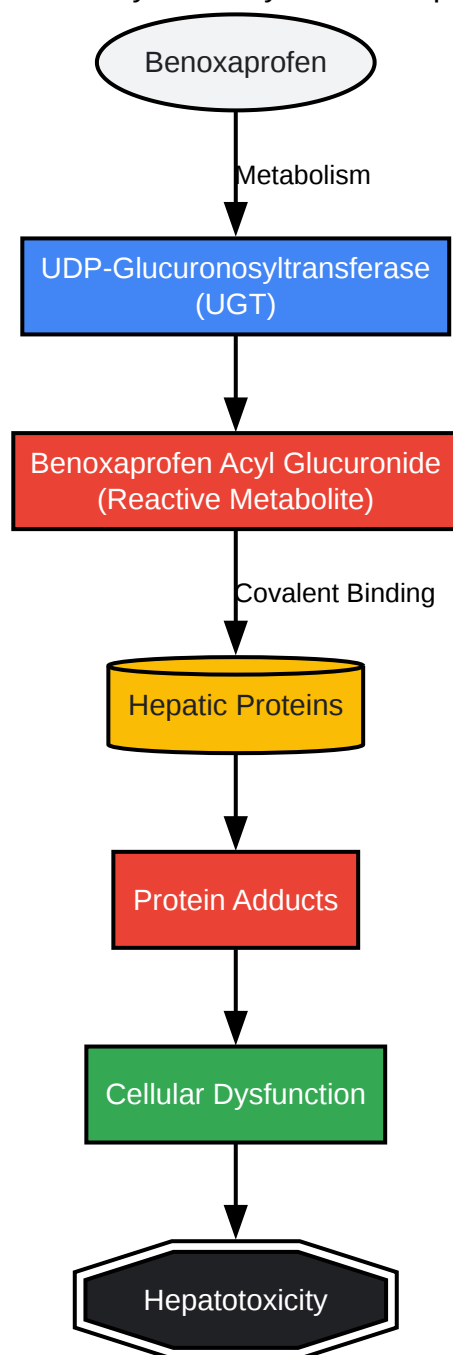 Benoxaprofen
Metabolism
UDP-Glucuronosyltransferase
(UGT)
Benoxaprofen Acyl Glucuronide
(Reactive Metabolite)
Covalent Binding
Hepatic Proteins
Protein Adducts
Cellular Dysfunction
Hepatotoxicity